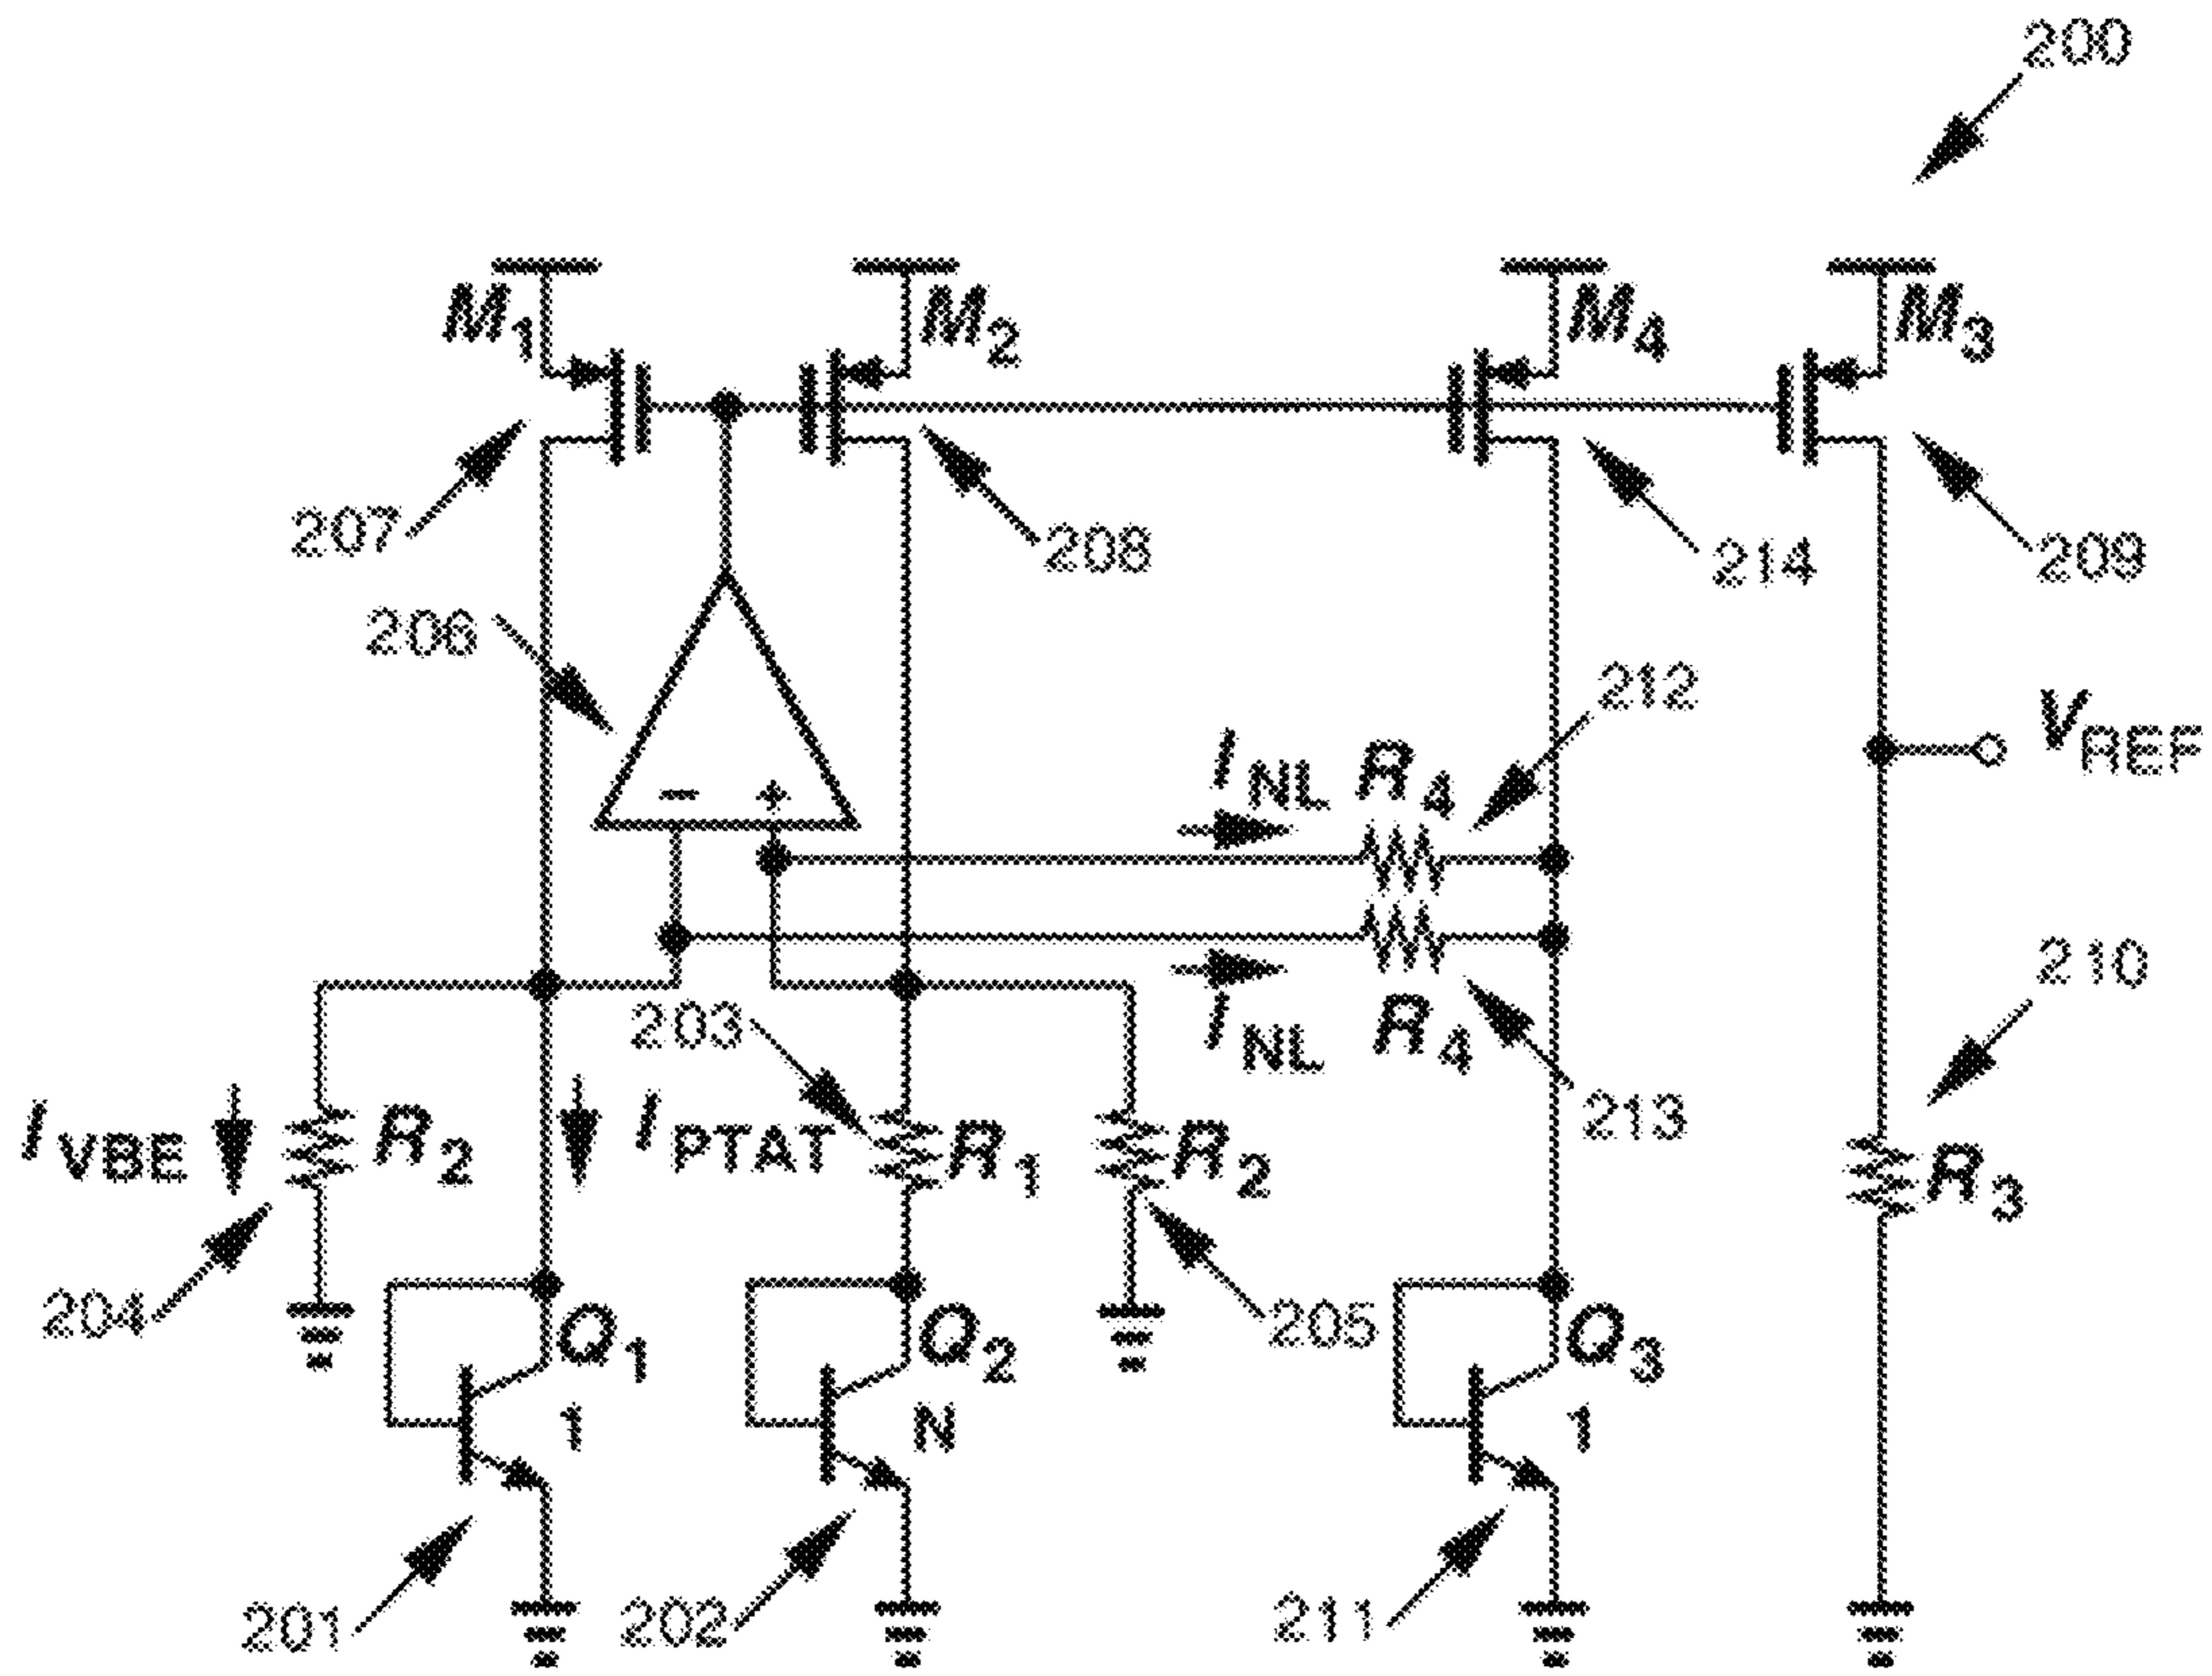 200
M1
M2
M4
M3
207
208
214
209
206
212
INL R4
VREF
− +
210
203
INL R4
213
IVBE R2
IPTAT R1
R2
R3
204
205
Q1
1
Q2
N
Q3
1
201
202
211